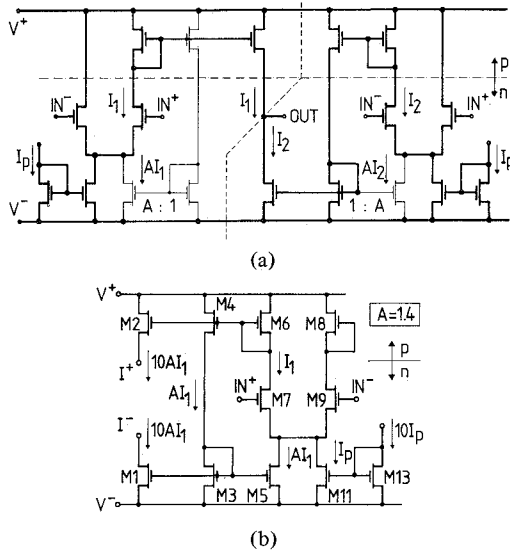 V+
p
n
IN-
I1
IN+
I1
OUT
IN-
I2
IN+
I2
Ip
AI1
AI2
Ip
V-
A : 1
1 : A
(a)
V+
M4
M2
M6
M8
A=1.4
I+
10AI1
I1
p
n
AI1
IN+
IN-
I-
10AI1
M7
M9
AI1
Ip
10Ip
M1
M3
M5
M11
M13
V-
(b)